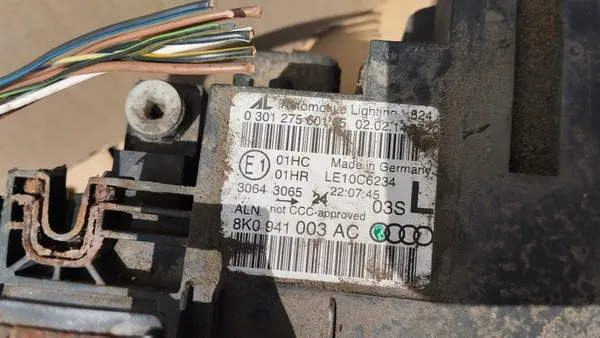 AL Automotive Lighting 824
0 301 275 601 02.02.12
E1 01HC Made in Germany
01HR LE10C6234
3064 3065 24 22:07:45
ALN. not CCC-approved 03S L
8K0 941 003 AC